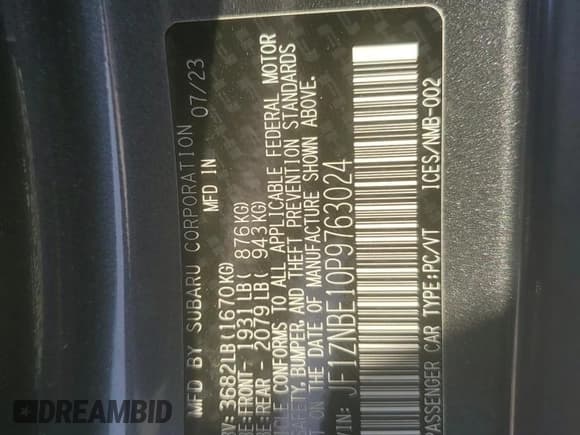 MFD BY SUBARU CORPORATION 07/23
MFD IN
3682LB(1670KG)
FRONT- 1931LB( 876KG)
REAR - 2079LB( 943KG)
CONFORMS TO ALL APPLICABLE FEDERAL MOTOR
SAFETY, BUMPER, AND THEFT PREVENTION STANDARDS
THE DATE OF MANUFACTURE SHOWN ABOVE.
VIN: JF1ZNBE10P9763024
PASSENGER CAR TYPE:PC/VT ICES/NMB-002
DREAMBID